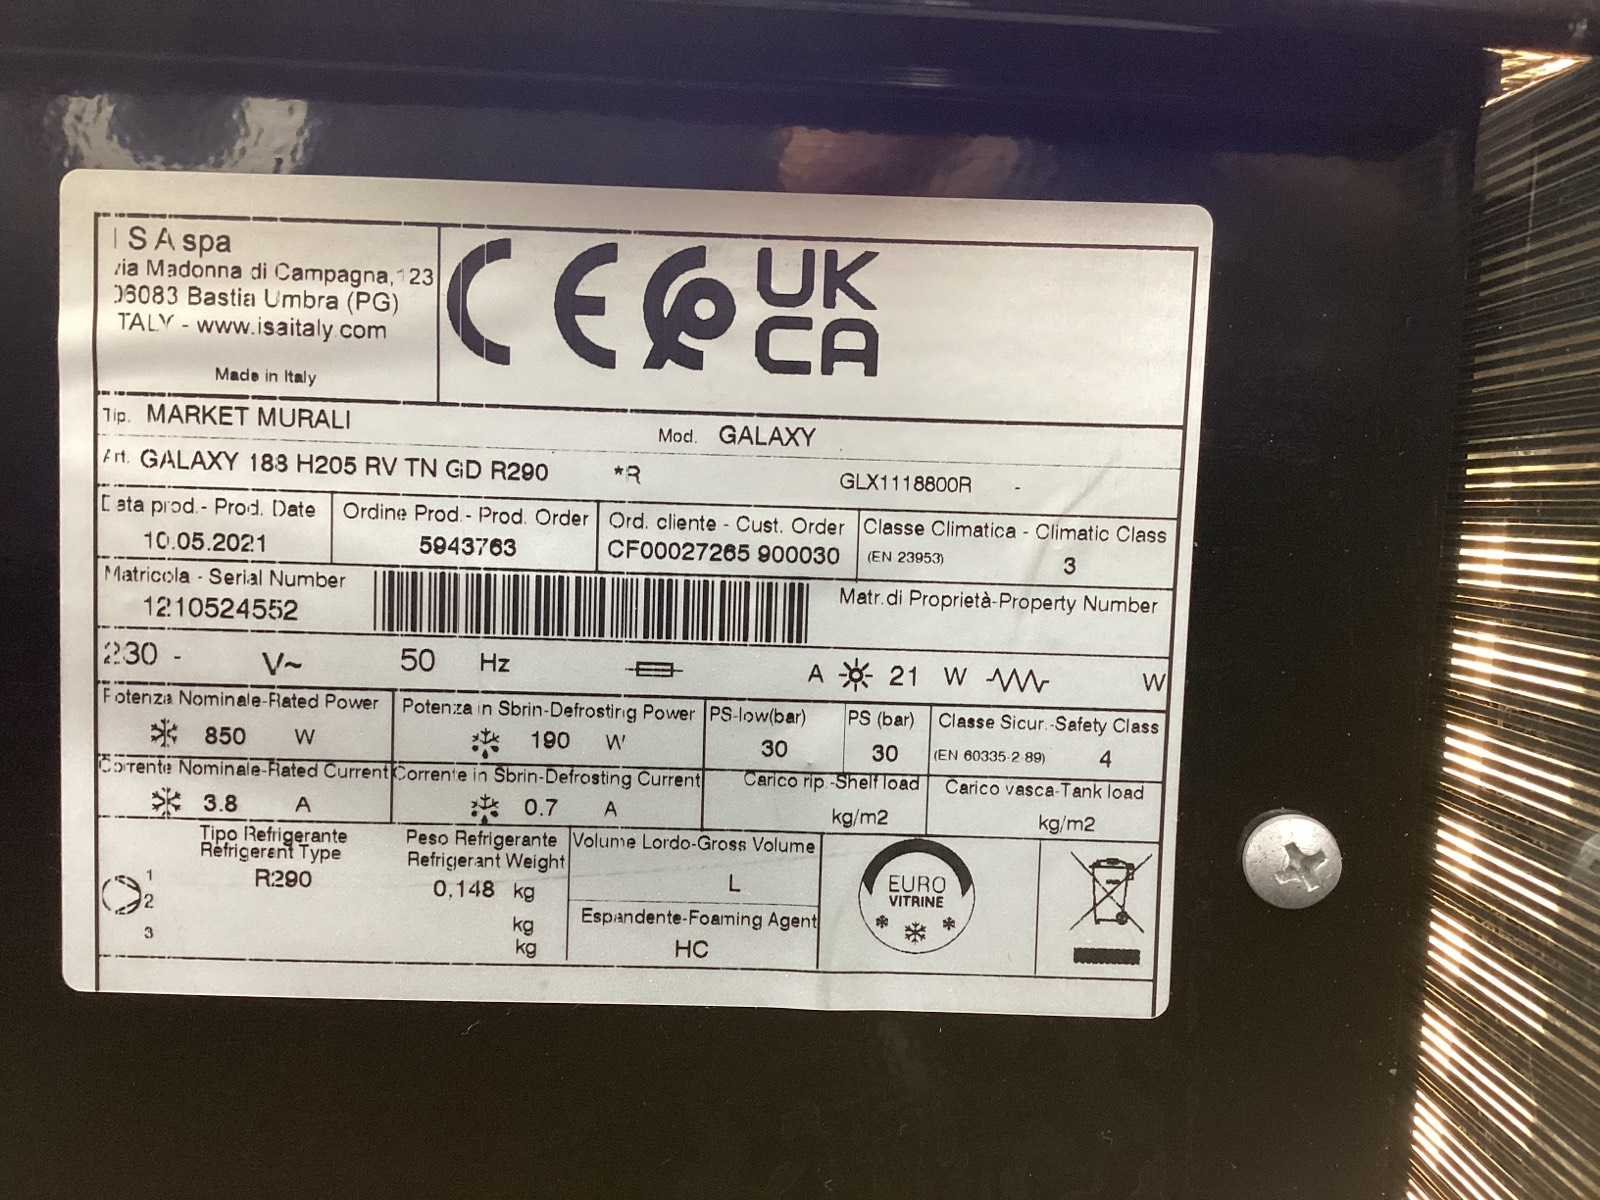 I S A spa
Via Madonna di Campagna, 123
06083 Bastia Umbra (PG)
ITALY - www.isaitaly.com
Made in Italy
CE
UK
CA
Tip. MARKET MURALI
Mod. GALAXY
Art. GALAXY 188 H205 RV TN GD R290 *R GLX1118800R -
Data prod.- Prod. Date
10.05.2021
Ordine Prod.- Prod. Order
5943763
Ord. cliente - Cust. Order
CF00027265 900030
Classe Climatica - Climatic Class
(EN 23953) 3
Matricola - Serial Number
1210524552
Matr.di Proprietà-Property Number
230 - V~ 50 Hz A 21 W W
Potenza Nominale-Rated Power
850 W
Potenza in Sbrin-Defrosting Power
190 W
PS-low(bar)
30
PS (bar)
30
Classe Sicur.-Safety Class
(EN 60335-2-89) 4
Corrente Nominale-Rated Current
3.8 A
Corrente in Sbrin-Defrosting Current
0.7 A
Carico rip.-Shelf load
kg/m2
Carico vasca-Tank load
kg/m2
Tipo Refrigerante
Refrigerant Type
R290
1
2
3
Peso Refrigerante
Refrigerant Weight
0,148 kg
kg
kg
Volume Lordo-Gross Volume
L
Espandente-Foaming Agent
HC
EURO
VITRINE